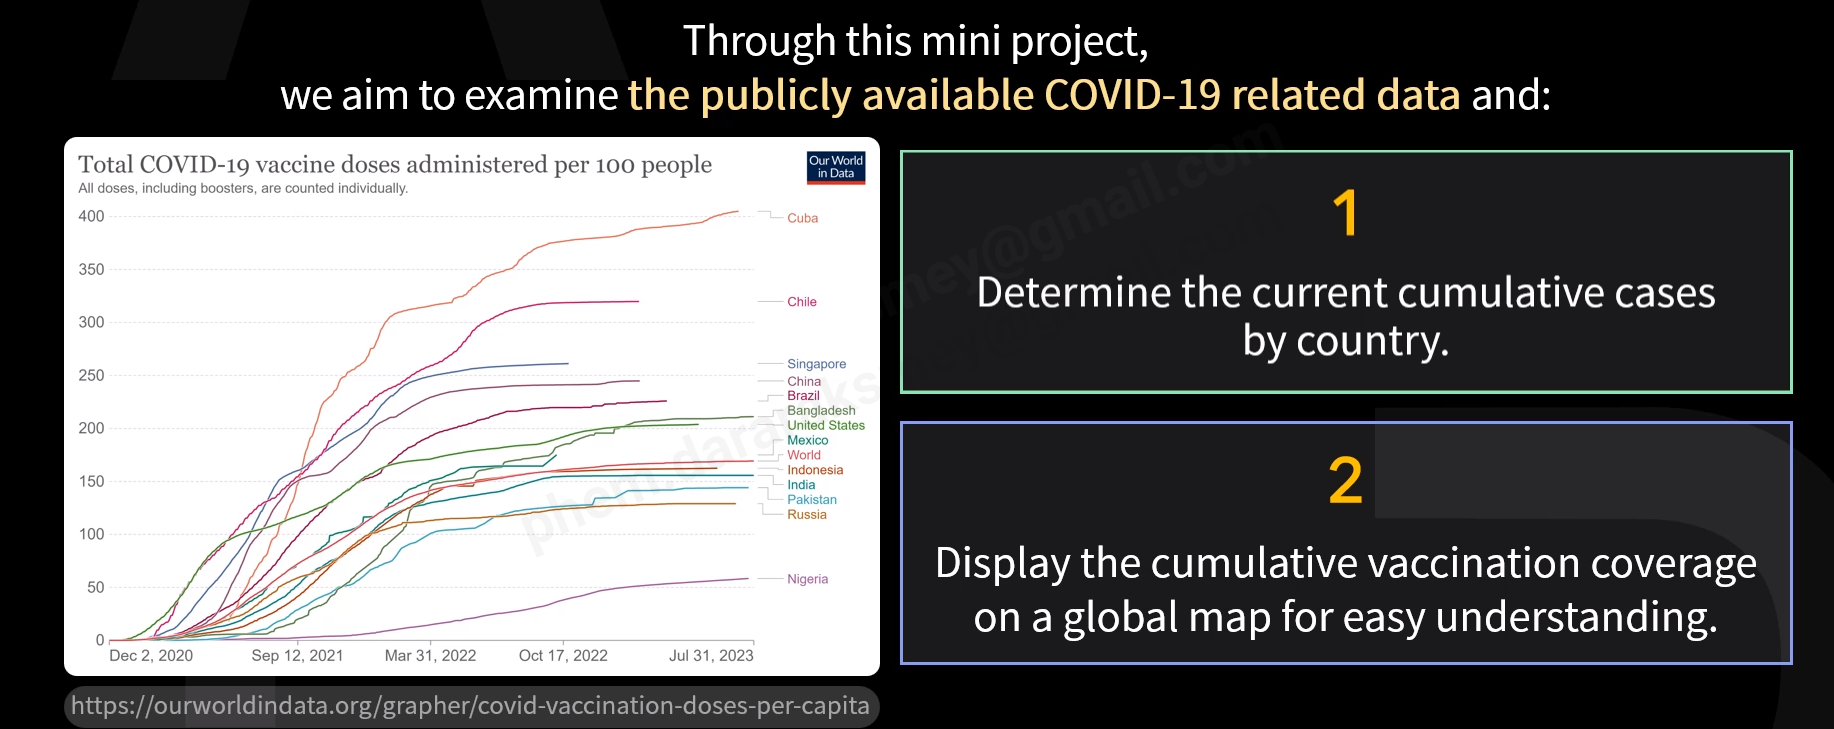 Through this mini project,
we aim to examine the publicly available COVID-19 related data and:
Total COVID-19 vaccine doses administered per 100 people
All doses, including boosters, are counted individually.
Our World
in Data
400
350
300
250
200
150
100
50
0
Dec 2, 2020
Sep 12, 2021
Mar 31, 2022
Oct 17, 2022
Jul 31, 2023
Cuba
Chile
Singapore
China
Brazil
Bangladesh
United States
Mexico
World
Indonesia
India
Pakistan
Russia
Nigeria
https://ourworldindata.org/grapher/covid-vaccination-doses-per-capita
1
Determine the current cumulative cases
by country.
2
Display the cumulative vaccination coverage
on a global map for easy understanding.